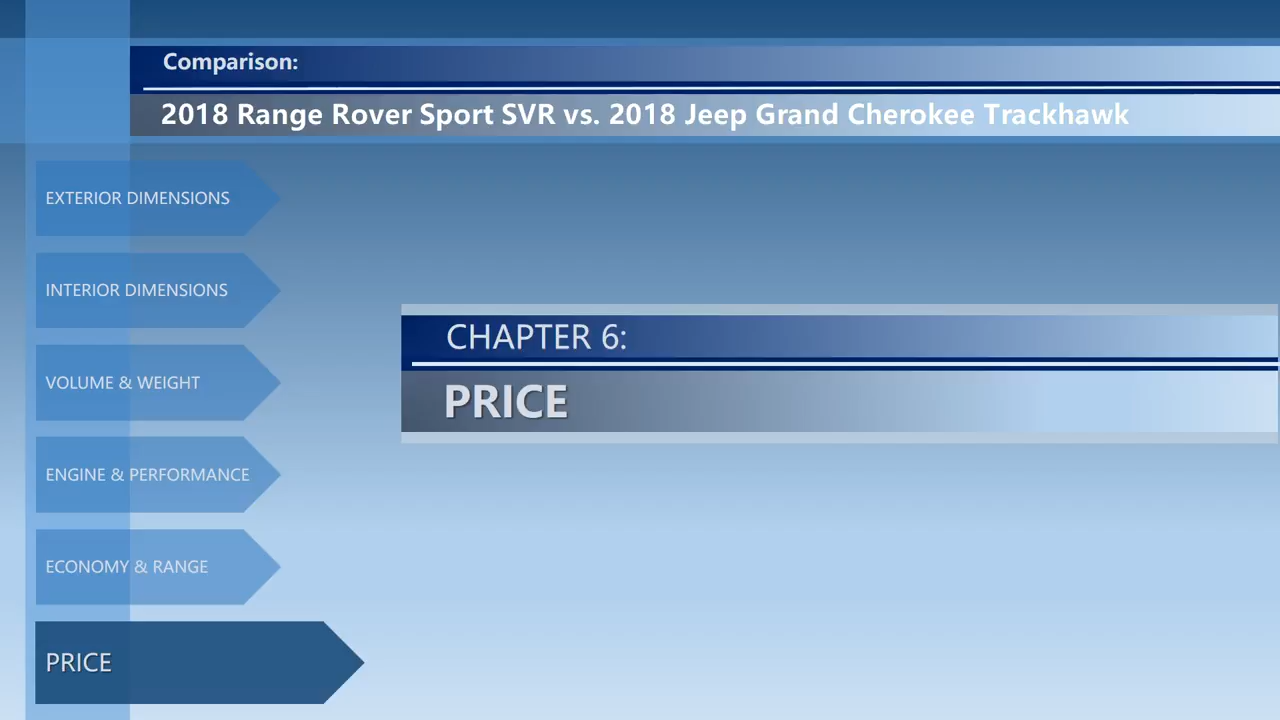 Comparison:
2018 Range Rover Sport SVR vs. 2018 Jeep Grand Cherokee Trackhawk
EXTERIOR DIMENSIONS
INTERIOR DIMENSIONS
VOLUME & WEIGHT
ENGINE & PERFORMANCE
ECONOMY & RANGE
PRICE
CHAPTER 6:
PRICE